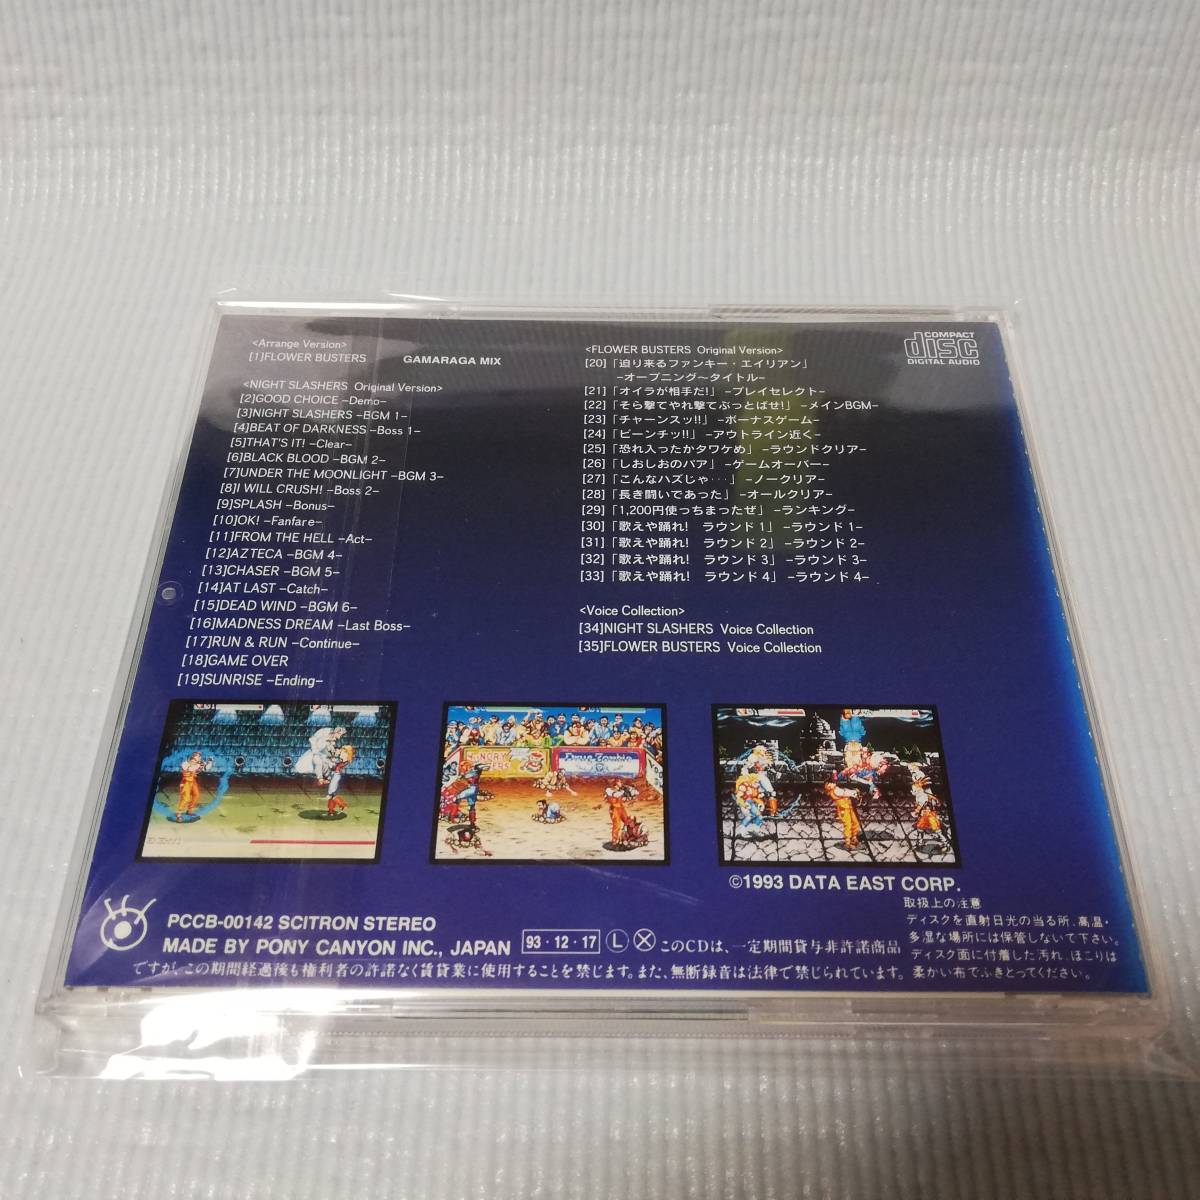 <Arrange Version>
[1]FLOWER BUSTERS GAMARAGA MIX
<NIGHT SLASHERS Original Version>
[2]GOOD CHOICE –Demo–
[3]NIGHT SLASHERS –BGM 1–
[4]BEAT OF DARKNESS –Boss 1–
[5]THAT'S IT! –Clear–
[6]BLACK BLOOD –BGM 2–
[7]UNDER THE MOONLIGHT –BGM 3–
[8]I WILL CRUSH! –Boss 2–
[9]SPLASH –Bonus–
[10]OK! –Fanfare–
[11]FROM THE HELL –Act–
[12]AZTECA –BGM 4–
[13]CHASER –BGM 5–
[14]AT LAST –Catch–
[15]DEAD WIND –BGM 6–
[16]MADNESS DREAM –Last Boss–
[17]RUN & RUN –Continue–
[18]GAME OVER
[19]SUNRISE –Ending–
<FLOWER BUSTERS Original Version>
[20]「迫り来るファンキー・エイリアン」
–オープニング〜タイトル–
[21]「オイラが相手だ!」 –プレイセレクト–
[22]「そら撃てやれ撃てぶっとばせ!」 –メインBGM–
[23]「チャーンスッ!!」 –ボーナスゲーム–
[24]「ピーンチッ!!」 –アウトライン近く–
[25]「恐れ入ったかタワケめ」 –ラウンドクリア–
[26]「しおしおのパア」 –ゲームオーバー–
[27]「こんなハズじゃ・・・」 –ノークリア–
[28]「長き闘いであった」 –オールクリア–
[29]「1,200円使っちまったぜ」 –ランキング–
[30]「歌えや踊れ! ラウンド 1」 –ラウンド 1–
[31]「歌えや踊れ! ラウンド 2」 –ラウンド 2–
[32]「歌えや踊れ! ラウンド 3」 –ラウンド 3–
[33]「歌えや踊れ! ラウンド 4」 –ラウンド 4–
<Voice Collection>
[34]NIGHT SLASHERS Voice Collection
[35]FLOWER BUSTERS Voice Collection
COMPACT
disc
DIGITAL AUDIO
©1993 DATA EAST CORP.
PCCB-00142 SCITRON STEREO
MADE BY PONY CANYON INC., JAPAN 93・12・17 Ⓛ Ⓧ このCDは、一定期間貸与非許諾商品
ですが、この期間経過後も権利者の許諾なく賃貸業に使用することを禁じます。また、無断録音は法律で禁じられています。
取扱上の注意
ディスクを直射日光の当る所、高温・
多湿な場所には保管しないで下さい。
ディスク面に付着した汚れ、ほこりは
柔かい布でふきとってください。